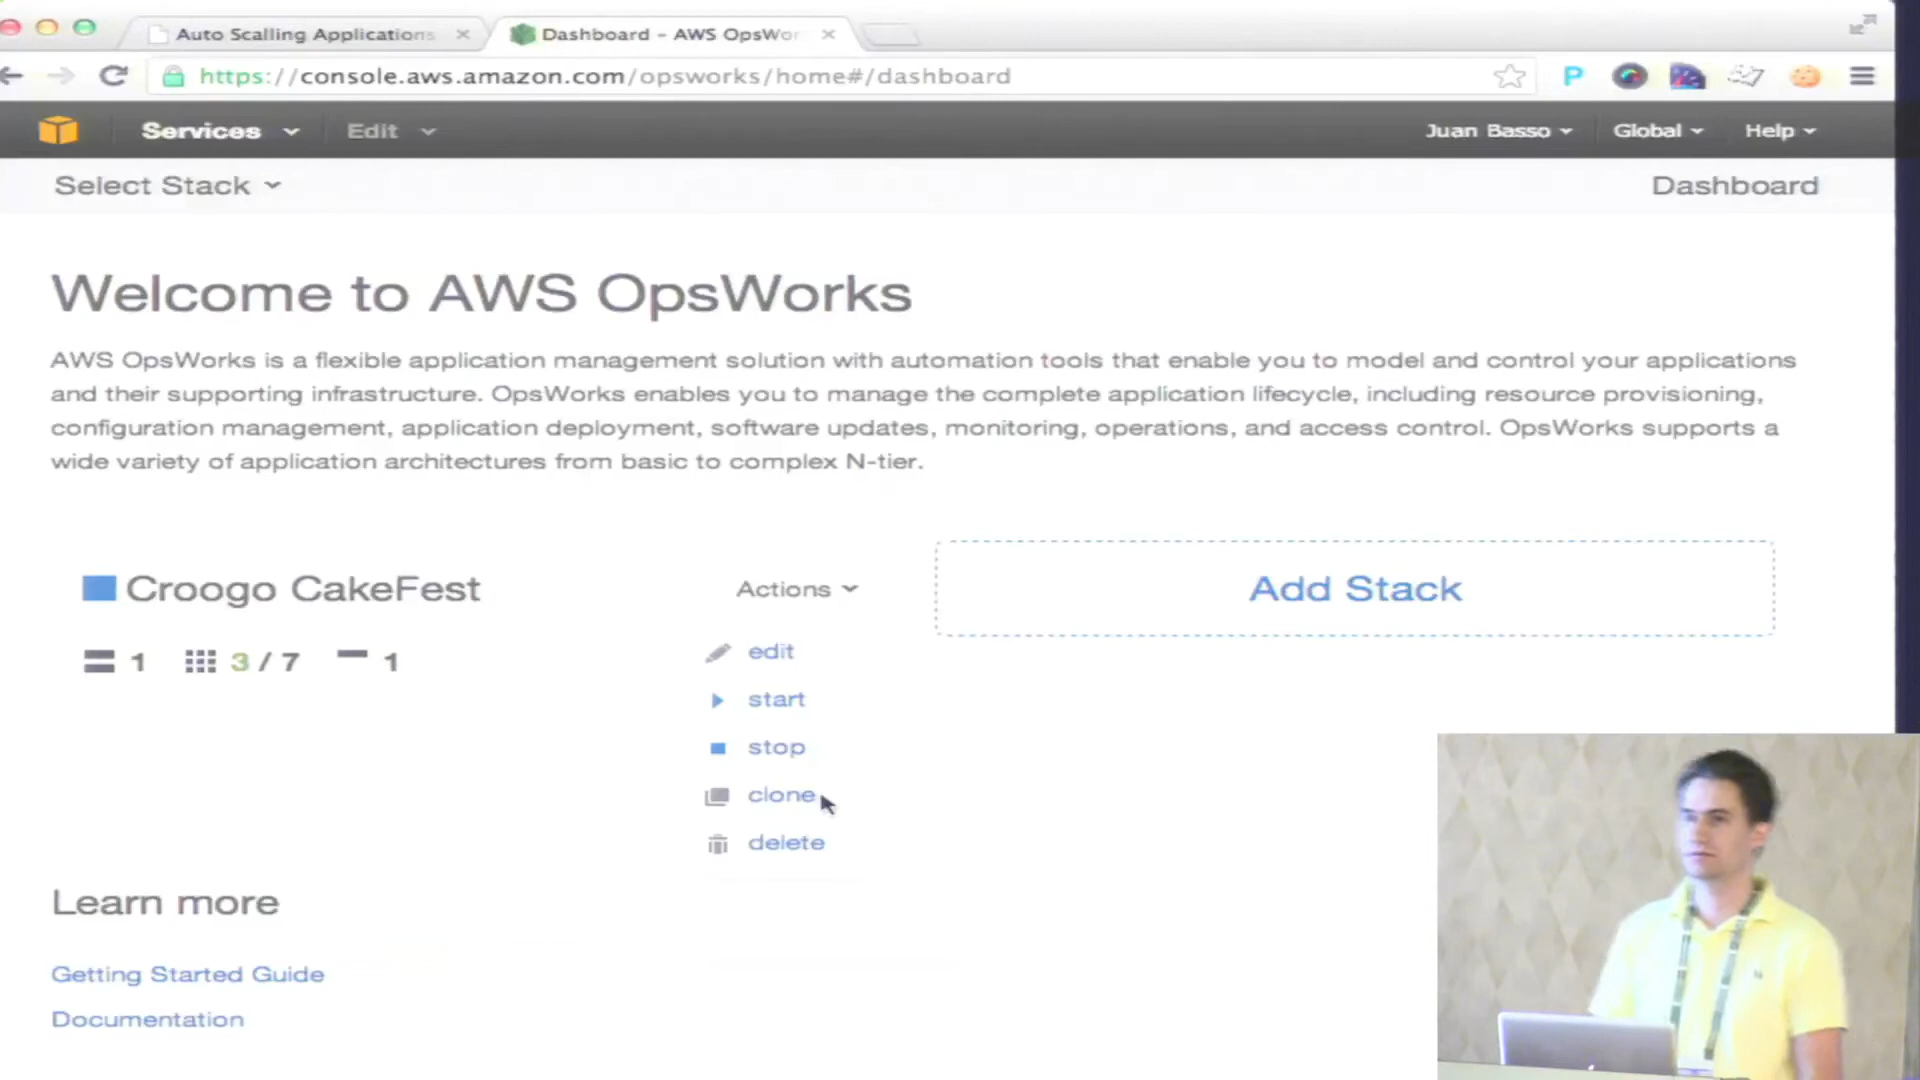 Auto Scalling Applications
Dashboard – AWS OpsWor
https://console.aws.amazon.com/opsworks/home#/dashboard
P
Services Edit Juan Basso Global Help
Select Stack Dashboard
Welcome to AWS OpsWorks
AWS OpsWorks is a flexible application management solution with automation tools that enable you to model and control your applications
and their supporting infrastructure. OpsWorks enables you to manage the complete application lifecycle, including resource provisioning,
configuration management, application deployment, software updates, monitoring, operations, and access control. OpsWorks supports a
wide variety of application architectures from basic to complex N-tier.
Croogo CakeFest Actions
Add Stack
1 3 / 7 1
edit
start
stop
clone
delete
Learn more
Getting Started Guide
Documentation